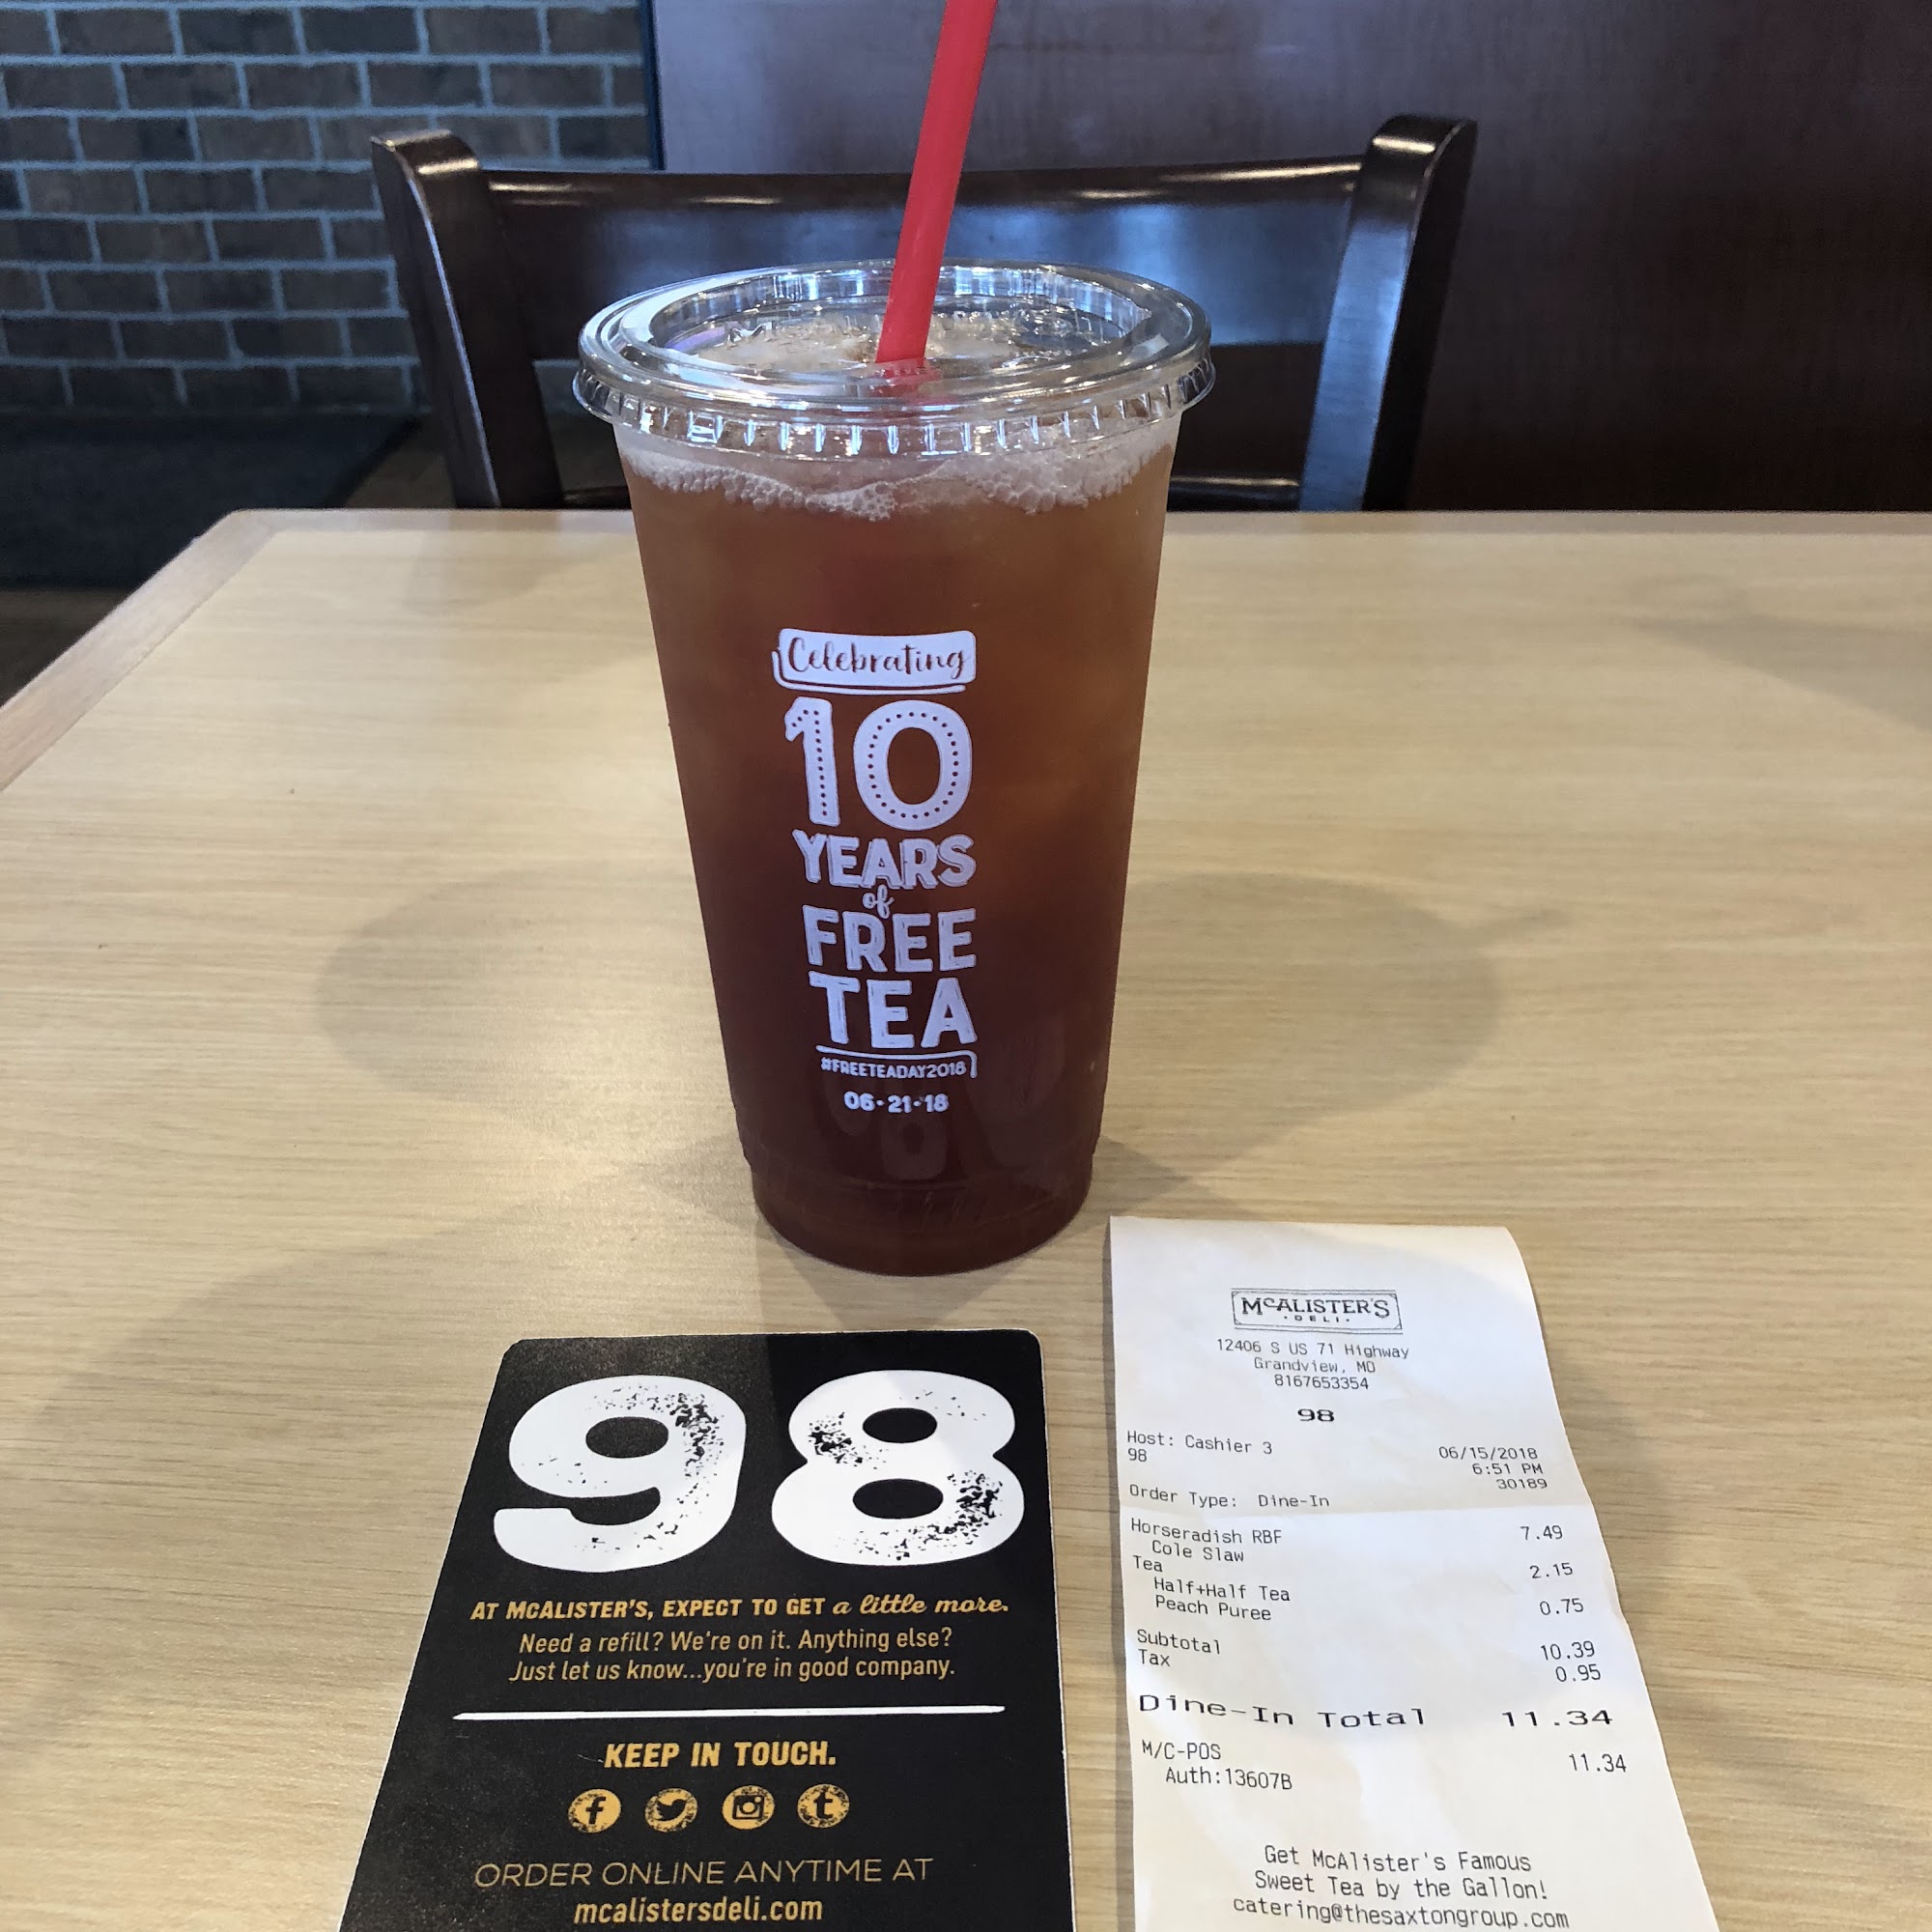 Celebrating
10
YEARS
of
FREE
TEA
#FREETEADAY2018
06·21·18
98
AT MCALISTER'S, EXPECT TO GET a little more.
Need a refill? We're on it. Anything else?
Just let us know...you're in good company.
KEEP IN TOUCH.
ORDER ONLINE ANYTIME AT
mcalistersdeli.com
MCALISTER'S
·DELI·
12406 S US 71 Highway
Grandview, MO
8167653354
98
Host: Cashier 3 06/15/2018
98 6:51 PM
30189
Order Type: Dine-In
Horseradish RBF 7.49
Cole Slaw
Tea 2.15
Half+Half Tea
Peach Puree 0.75
Subtotal 10.39
Tax 0.95
Dine-In Total 11.34
M/C-POS 11.34
Auth:13607B
Get McAlister's Famous
Sweet Tea by the Gallon!
catering@thesaxtongroup.com